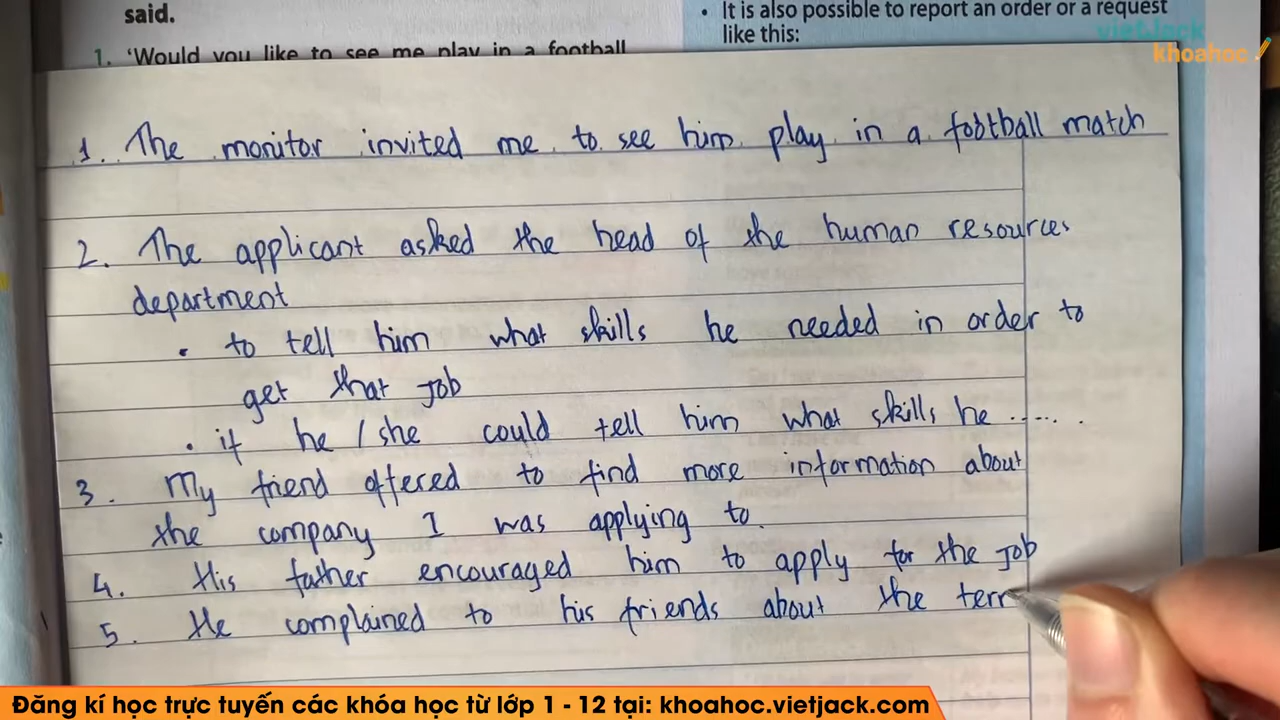 said.
1. ‘Would you like to see me play in a football
• It is also possible to report an order or a request
like this:
vietjack
khoahoc
1. The monitor invited me to see him play in a football match
2. The applicant asked the head of the human resources
department
• to tell him what skills he needed in order to
get that job
• if he / she could tell him what skills he .....
3. My friend offered to find more information about
the company I was applying to.
4. His father encouraged him to apply for the job
5. He complained to his friends about the terr
Đăng kí học trực tuyến các khóa học từ lớp 1 - 12 tại: khoahoc.vietjack.com